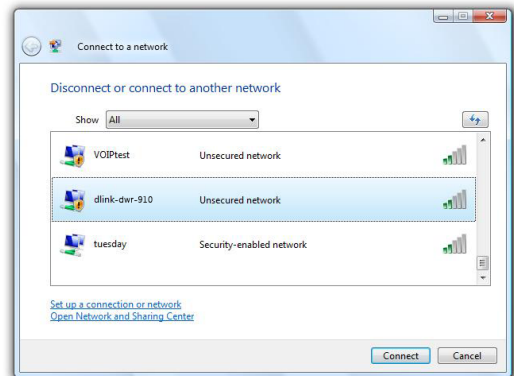 Connect to a network
Disconnect or connect to another network
Show All
VOIPtest Unsecured network
dlink-dwr-910 Unsecured network
tuesday Security-enabled network
Set up a connection or network
Open Network and Sharing Center
Connect Cancel